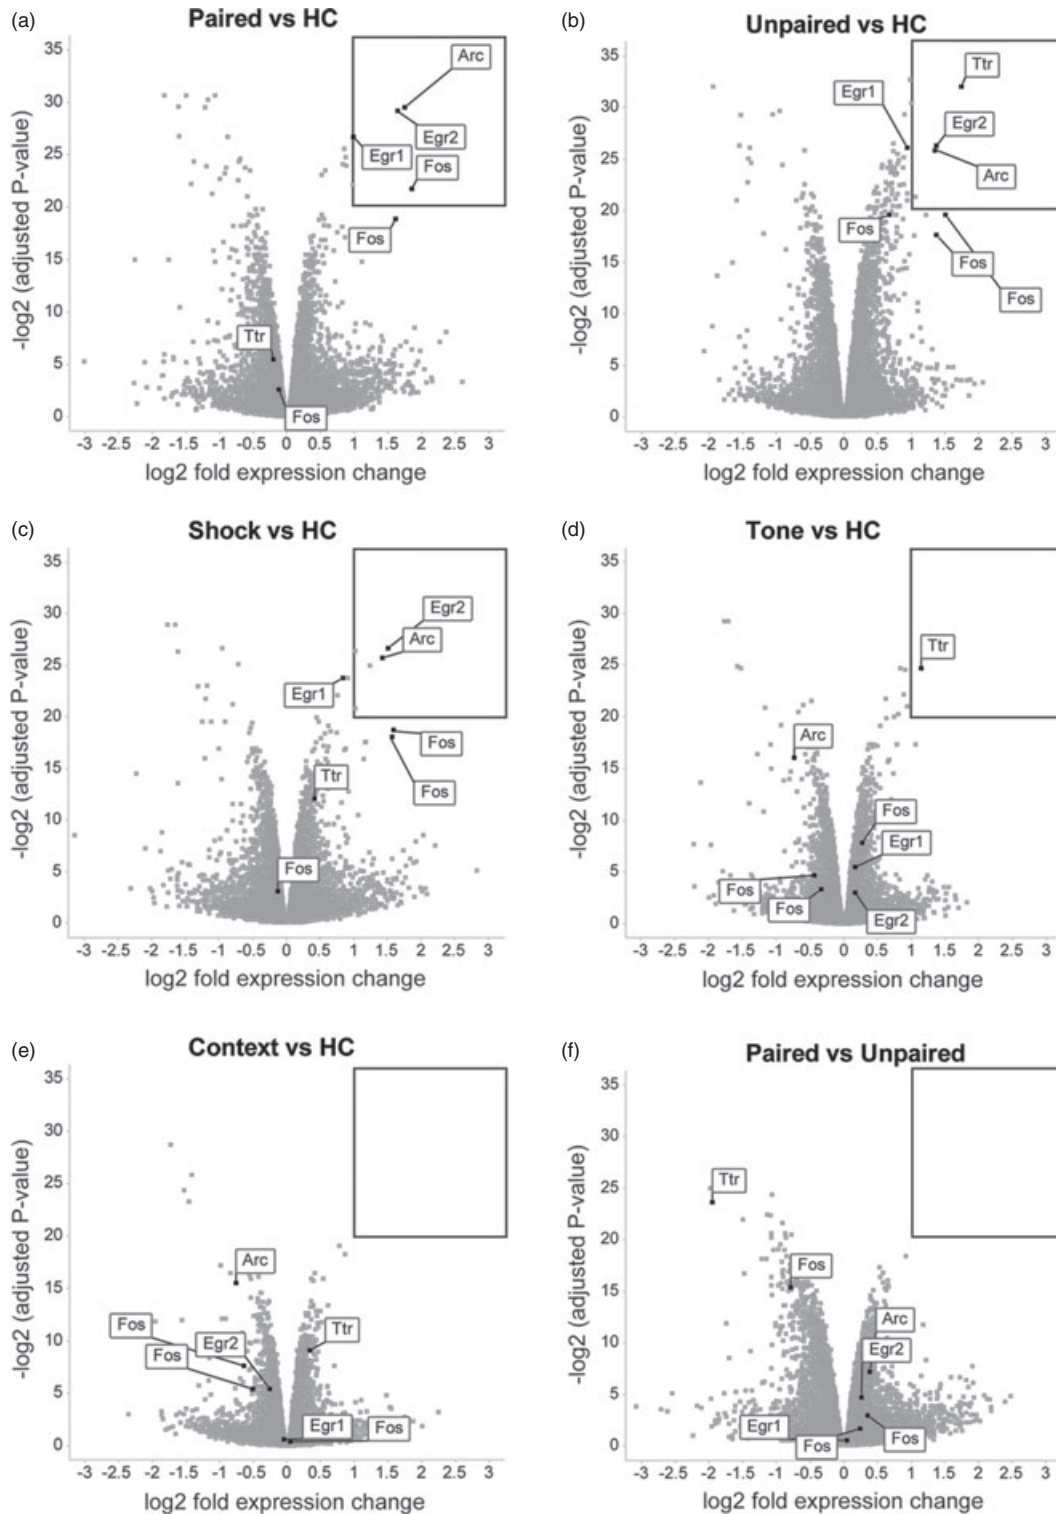 (a)
Paired vs HC
35
30
25
20
15
10
5
0
-log2 (adjusted P-value)
Arc
Egr2
Egr1
Fos
Fos
Ttr
Fos
-3 -2.5 -2 -1.5 -1 -0.5 0 0.5 1 1.5 2 2.5 3
log2 fold expression change
(b)
Unpaired vs HC
35
30
25
20
15
10
5
0
-log2 (adjusted P-value)
Ttr
Egr1
Egr2
Arc
Fos
Fos
Fos
-3 -2.5 -2 -1.5 -1 -0.5 0 0.5 1 1.5 2 2.5 3
log2 fold expression change
(c)
Shock vs HC
35
30
25
20
15
10
5
0
-log2 (adjusted P-value)
Egr2
Arc
Egr1
Fos
Ttr
Fos
Fos
-3 -2.5 -2 -1.5 -1 -0.5 0 0.5 1 1.5 2 2.5 3
log2 fold expression change
(d)
Tone vs HC
35
30
25
20
15
10
5
0
-log2 (adjusted P-value)
Ttr
Arc
Fos
Egr1
Fos
Fos
Egr2
-3 -2.5 -2 -1.5 -1 -0.5 0 0.5 1 1.5 2 2.5 3
log2 fold expression change
(e)
Context vs HC
35
30
25
20
15
10
5
0
-log2 (adjusted P-value)
Arc
Fos
Ttr
Egr2
Fos
Egr1
Fos
-3 -2.5 -2 -1.5 -1 -0.5 0 0.5 1 1.5 2 2.5 3
log2 fold expression change
(f)
Paired vs Unpaired
35
30
25
20
15
10
5
0
-log2 (adjusted P-value)
Ttr
Fos
Arc
Egr2
Egr1
Fos
Fos
-3 -2.5 -2 -1.5 -1 -0.5 0 0.5 1 1.5 2 2.5 3
log2 fold expression change